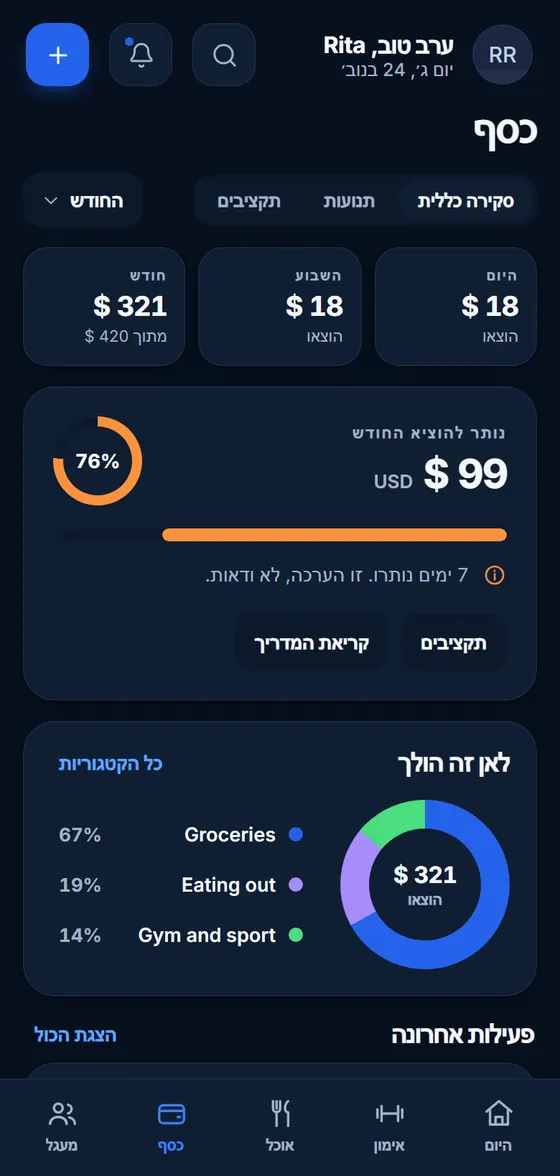 RR
ערב טוב, Rita
יום ג׳, 24 בנוב׳
כסף
סקירה כללית
תנועות
תקציבים
החודש
היום
18 $
הוצאו
השבוע
18 $
הוצאו
חודש
321 $
מתוך 420 $
נותר להוציא החודש
99 $ USD
76%
7 ימים נותרו. זו הערכה, לא ודאות.
תקציבים
קריאת המדריך
לאן זה הולך
כל הקטגוריות
321 $
הוצאו
Groceries 67%
Eating out 19%
Gym and sport 14%
פעילות אחרונה
הצגת הכול
היום
אימון
אוכל
כסף
מעגל